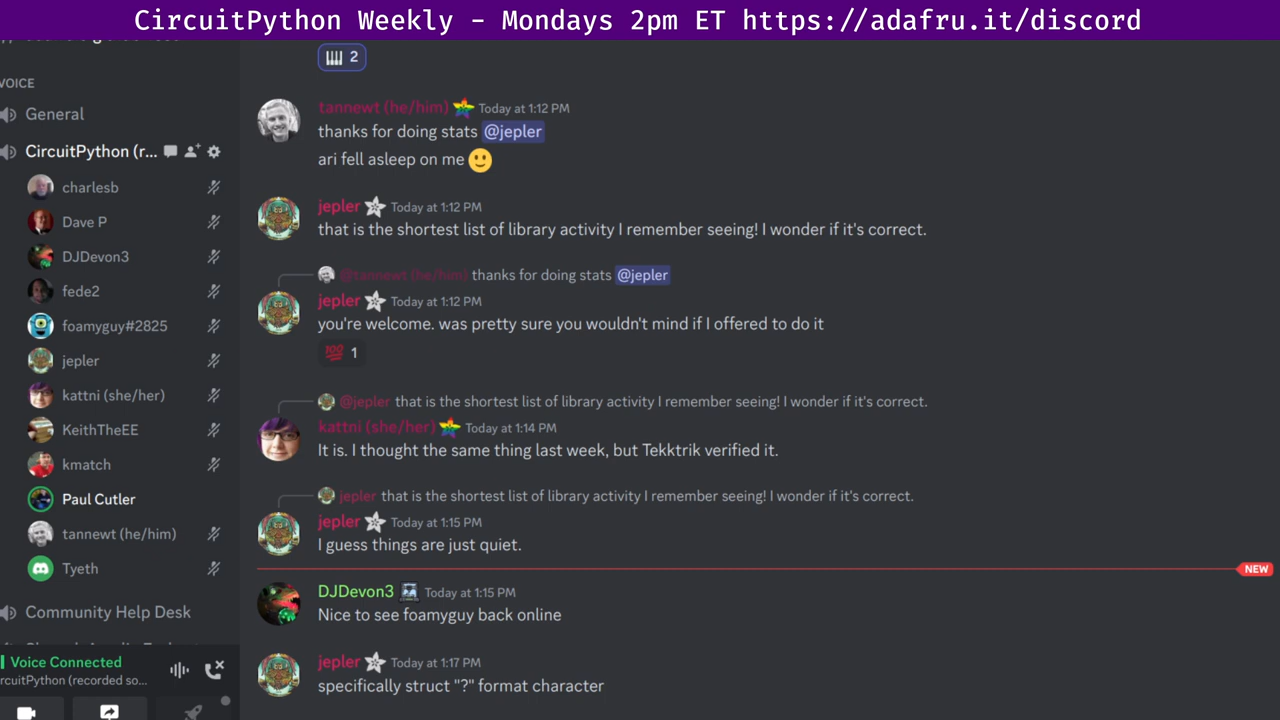 CircuitPython Weekly - Mondays 2pm ET https://adafru.it/discord
VOICE
General
CircuitPython (r...
charlesb
Dave P
DJDevon3
fede2
foamyguy#2825
jepler
kattni (she/her)
KeithTheEE
kmatch
Paul Cutler
tannewt (he/him)
Tyeth
Community Help Desk
Voice Connected
rcuitPython (recorded so...
2
tannewt (he/him) Today at 1:12 PM
thanks for doing stats @jepler
ari fell asleep on me
jepler Today at 1:12 PM
that is the shortest list of library activity I remember seeing! I wonder if it's correct.
@tannewt (he/him) thanks for doing stats @jepler
jepler Today at 1:12 PM
you're welcome. was pretty sure you wouldn't mind if I offered to do it
100 1
@jepler that is the shortest list of library activity I remember seeing! I wonder if it's correct.
kattni (she/her) Today at 1:14 PM
It is. I thought the same thing last week, but Tekktrik verified it.
jepler that is the shortest list of library activity I remember seeing! I wonder if it's correct.
jepler Today at 1:15 PM
I guess things are just quiet.
NEW
DJDevon3 Today at 1:15 PM
Nice to see foamyguy back online
jepler Today at 1:17 PM
specifically struct "?" format character